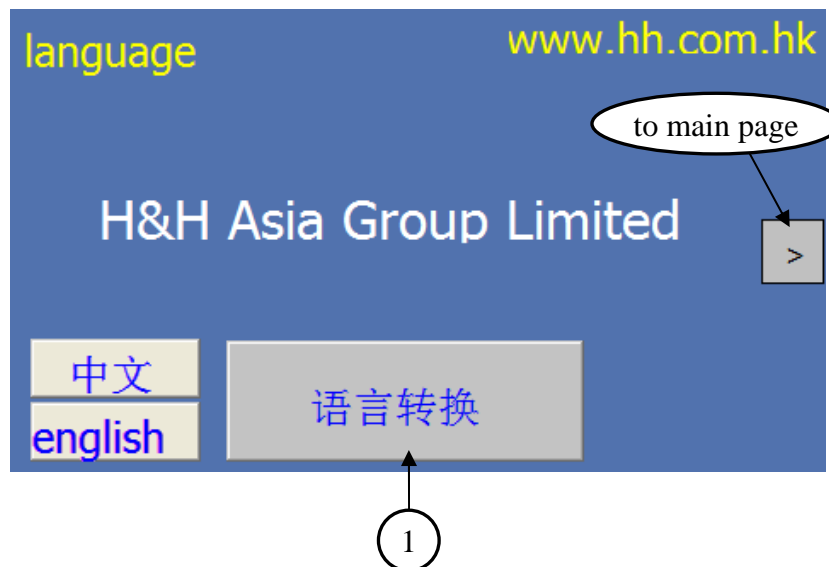 language
www.hh.com.hk
to main page
H&H Asia Group Limited
>
中文
语言转换
english
1